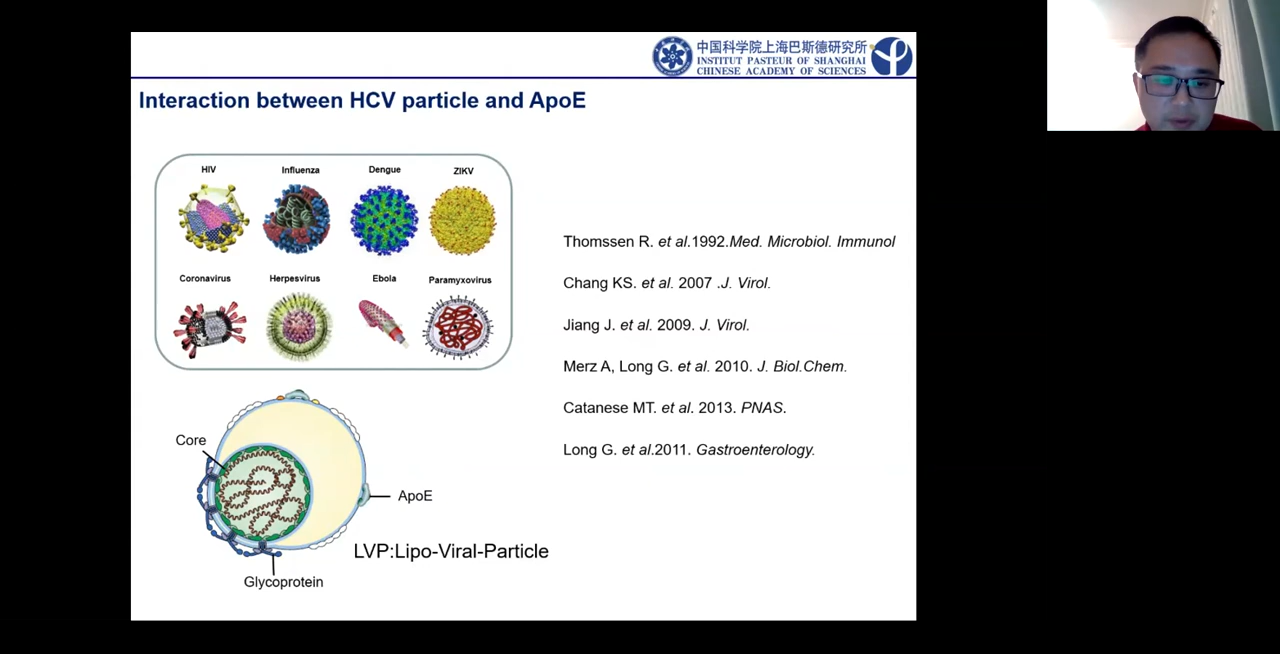 中国科学院上海巴斯德研究所
INSTITUT PASTEUR OF SHANGHAI
CHINESE ACADEMY OF SCIENCES
Interaction between HCV particle and ApoE
HIV
Influenza
Dengue
ZIKV
Coronavirus
Herpesvirus
Ebola
Paramyxovirus
Core
ApoE
LVP:Lipo-Viral-Particle
Glycoprotein
Thomssen R. et al.1992.Med. Microbiol. Immunol
Chang KS. et al. 2007 .J. Virol.
Jiang J. et al. 2009. J. Virol.
Merz A, Long G. et al. 2010. J. Biol.Chem.
Catanese MT. et al. 2013. PNAS.
Long G. et al.2011. Gastroenterology.